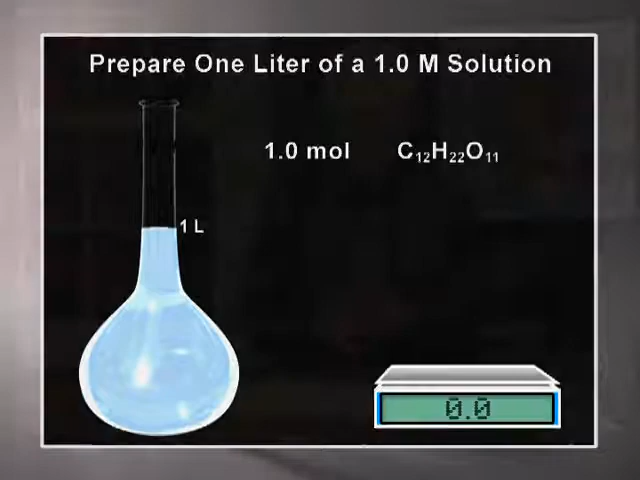 Prepare One Liter of a 1.0 M Solution
1.0 mol C₁₂H₂₂O₁₁
1 L
0.0